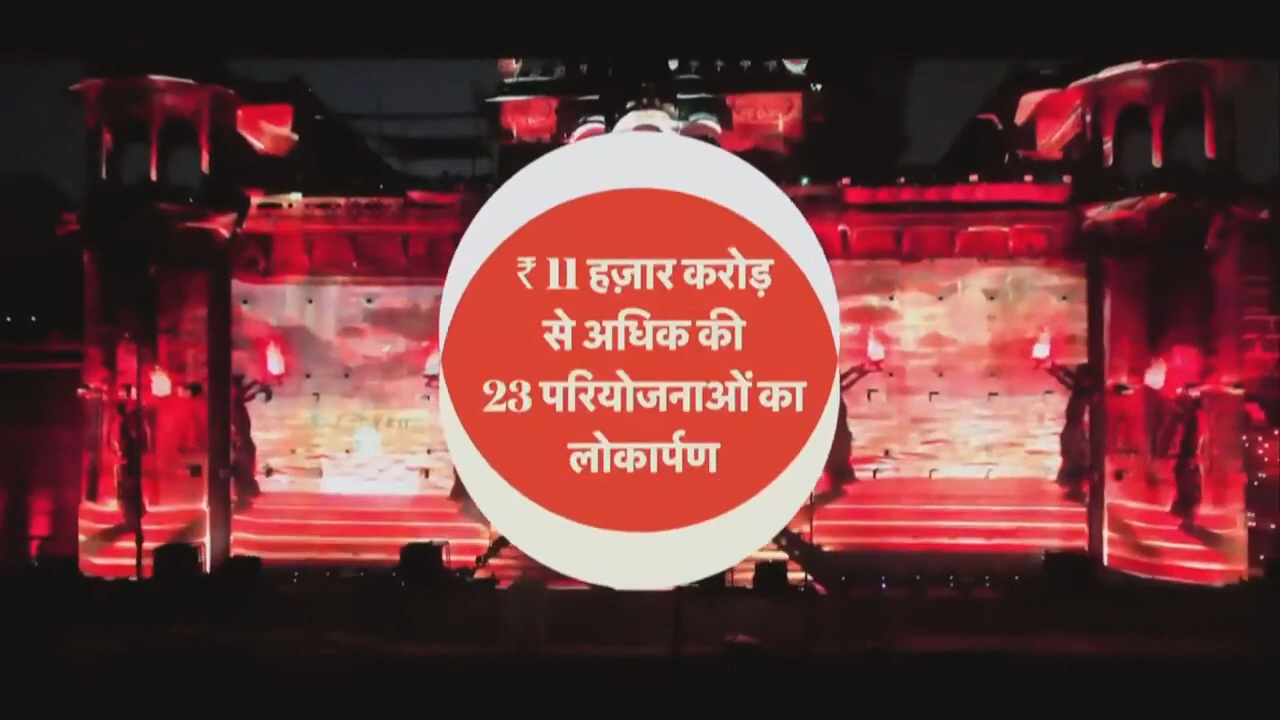 ₹ 11 हज़ार करोड़
से अधिक की
23 परियोजनाओं का
लोकार्पण